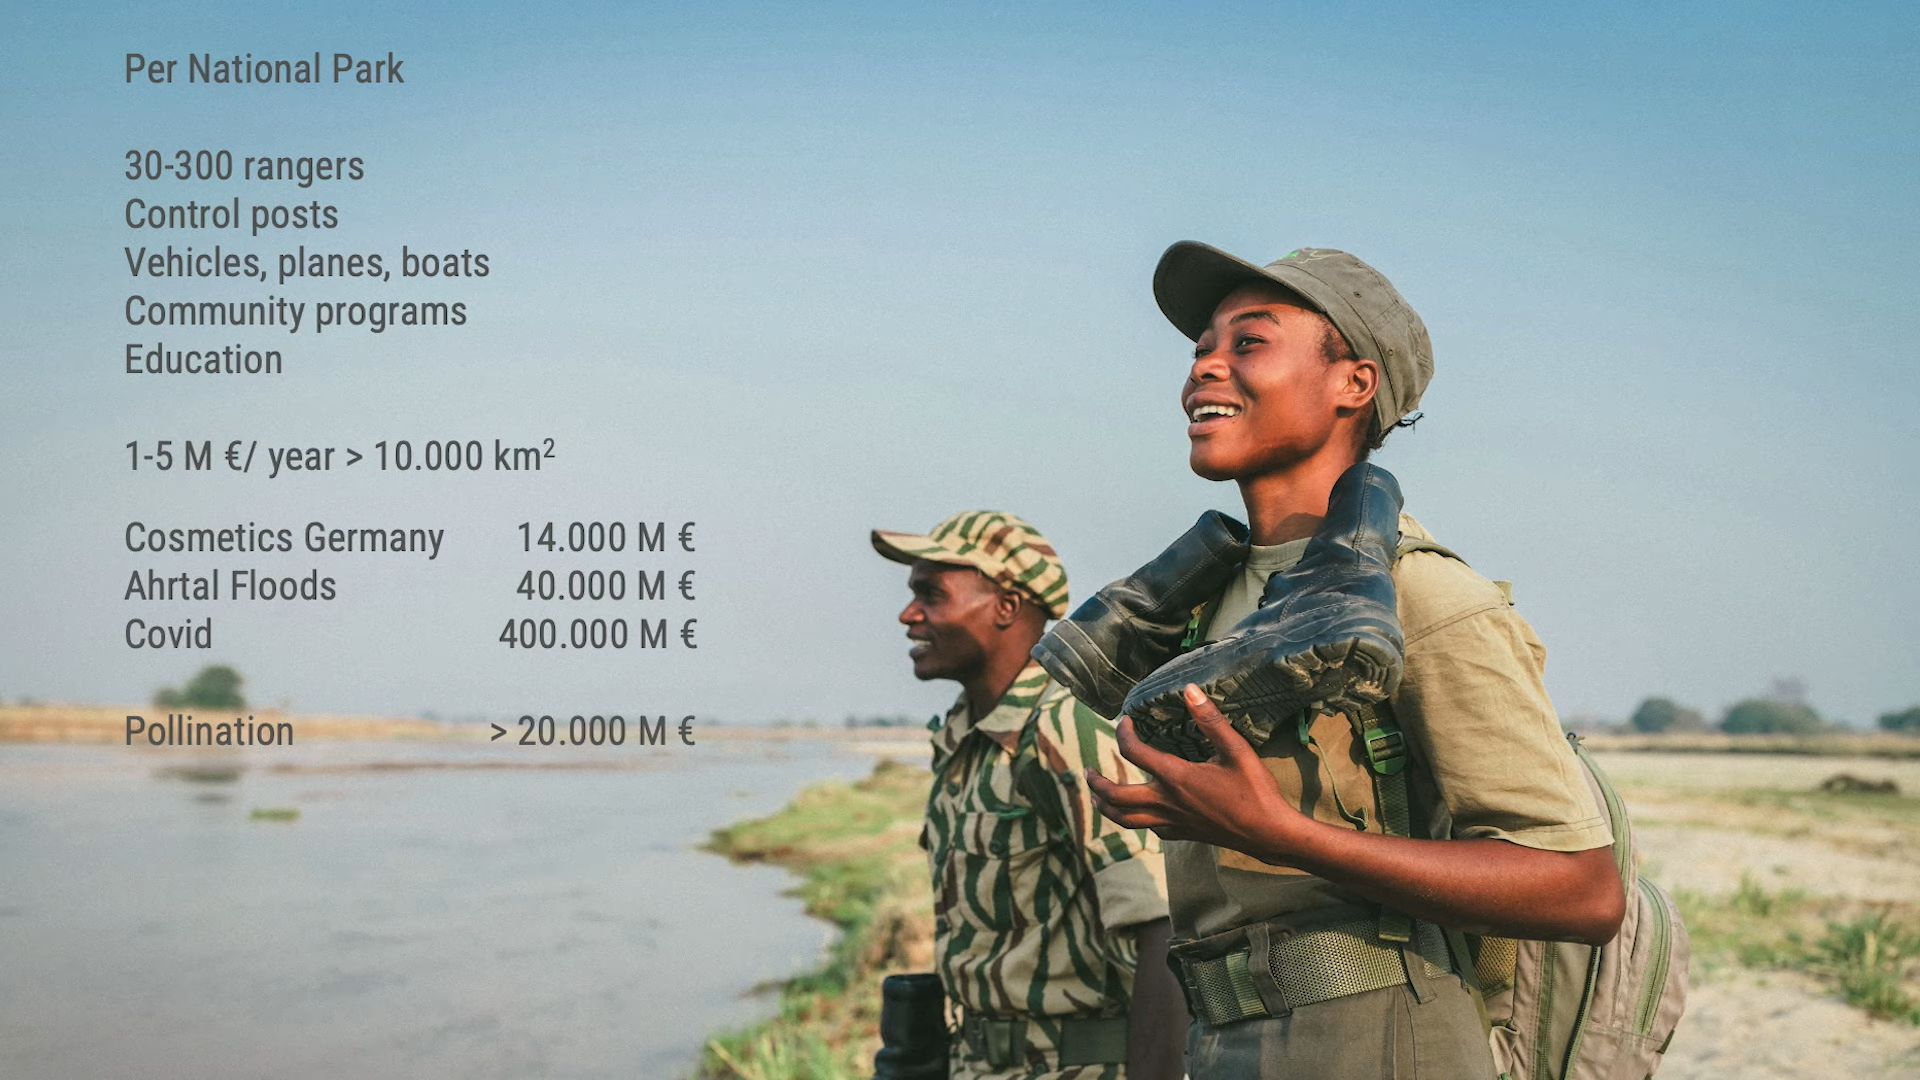 Per National Park
30-300 rangers
Control posts
Vehicles, planes, boats
Community programs
Education
1-5 M €/ year > 10.000 km²
Cosmetics Germany 14.000 M €
Ahrtal Floods 40.000 M €
Covid 400.000 M €
Pollination > 20.000 M €